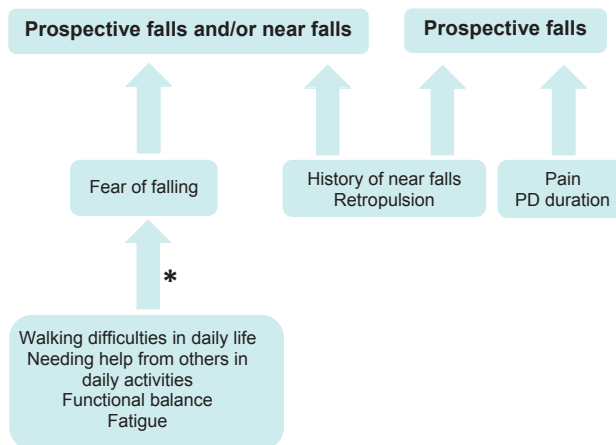 Prospective falls and/or near falls
Prospective falls
Fear of falling
History of near falls
Retropulsion
Pain
PD duration
*
Walking difficulties in daily life
Needing help from others in
daily activities
Functional balance
Fatigue